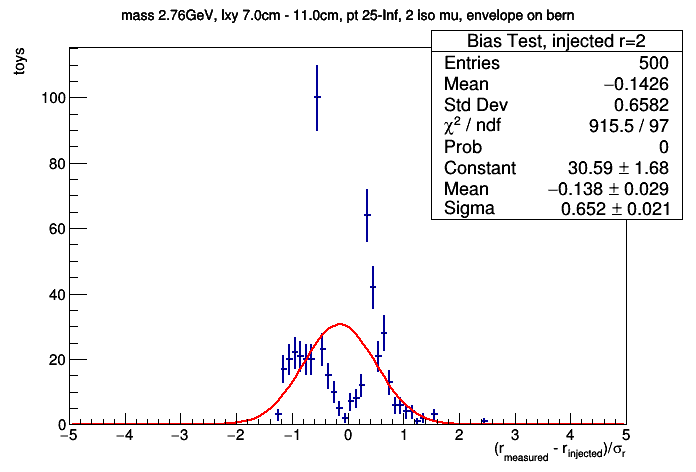 mass 2.76GeV, lxy 7.0cm - 11.0cm, pt 25-Inf, 2 Iso mu, envelope on bern
Bias Test, injected r=2
Entries 500
Mean −0.1426
Std Dev 0.6582
χ² / ndf 915.5 / 97
Prob 0
Constant 30.59 ± 1.68
Mean −0.138 ± 0.029
Sigma 0.652 ± 0.021
toys
100
80
60
40
20
0
−5 −4 −3 −2 −1 0 1 2 3 4 5
(r_measured - r_injected)/σ_r